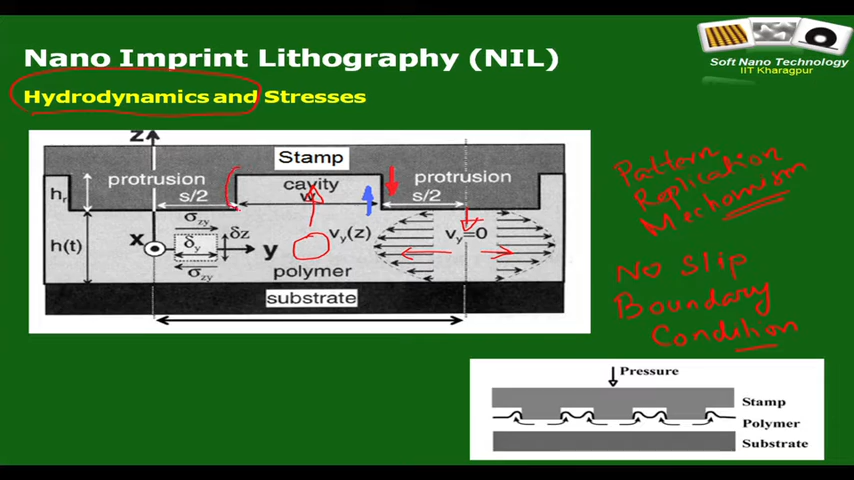 Nano Imprint Lithography (NIL)
Soft Nano Technology
IIT Kharagpur
Hydrodynamics and Stresses
z
Stamp
protrusion
cavity
protrusion
hr
s/2
w
s/2
σzy
x
h(t)
δy
δz
y
vy(z)
vy=0
σzy
polymer
substrate
Pattern
Replication
Mechanism
No Slip
Boundary
Condition
Pressure
Stamp
Polymer
Substrate